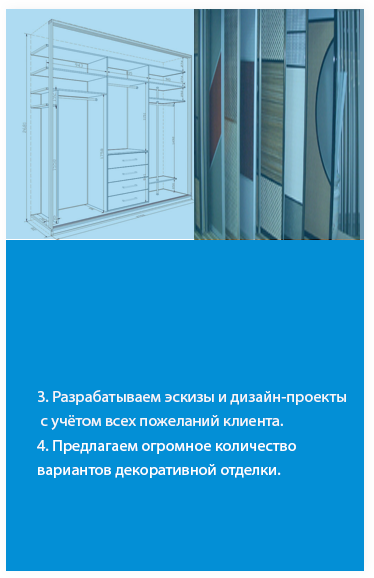 3. Разрабатываем эскизы и дизайн-проекты
с учётом всех пожеланий клиента.
4. Предлагаем огромное количество
вариантов декоративной отделки.